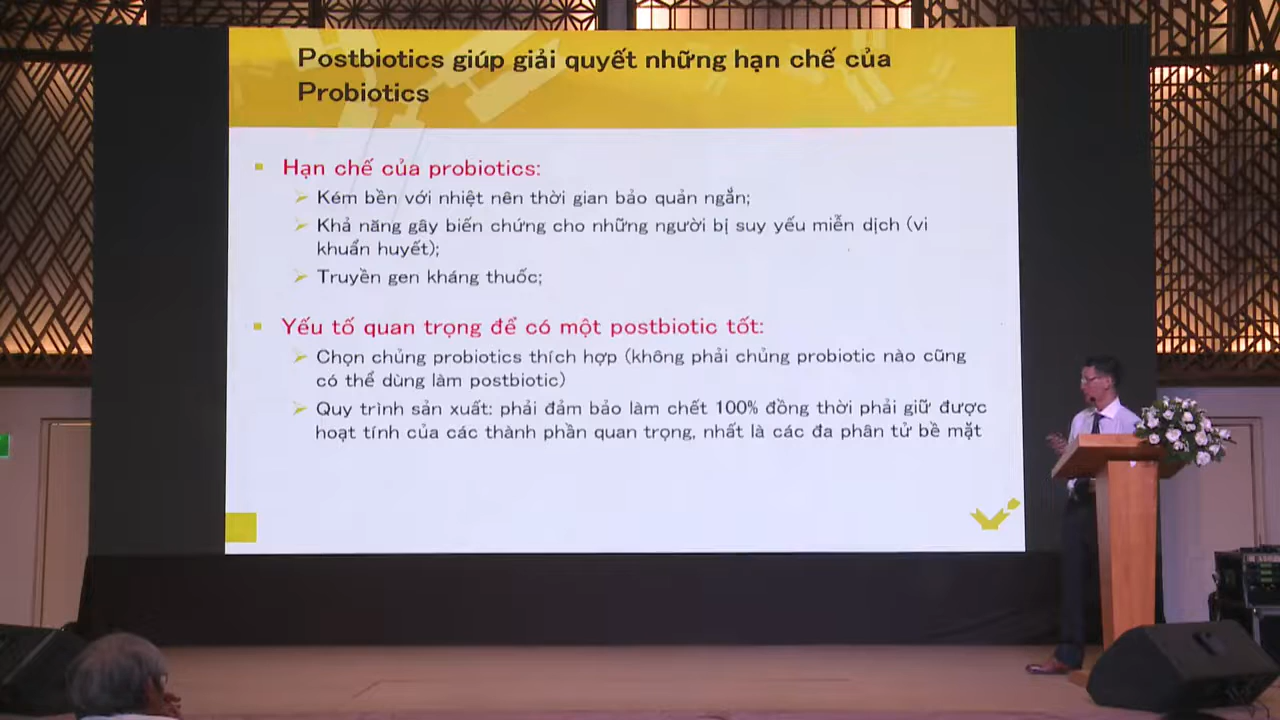 Postbiotics giúp giải quyết những hạn chế của
Probiotics
Hạn chế của probiotics:
Kém bền với nhiệt nên thời gian bảo quản ngắn;
Khả năng gây biến chứng cho những người bị suy yếu miễn dịch (vi
khuẩn huyết);
Truyền gen kháng thuốc;
Yếu tố quan trọng để có một postbiotic tốt:
Chọn chủng probiotics thích hợp (không phải chủng probiotic nào cũng
có thể dùng làm postbiotic)
Quy trình sản xuất: phải đảm bảo làm chết 100% đồng thời phải giữ được
hoạt tính của các thành phần quan trọng, nhất là các đa phân tử bề mặt